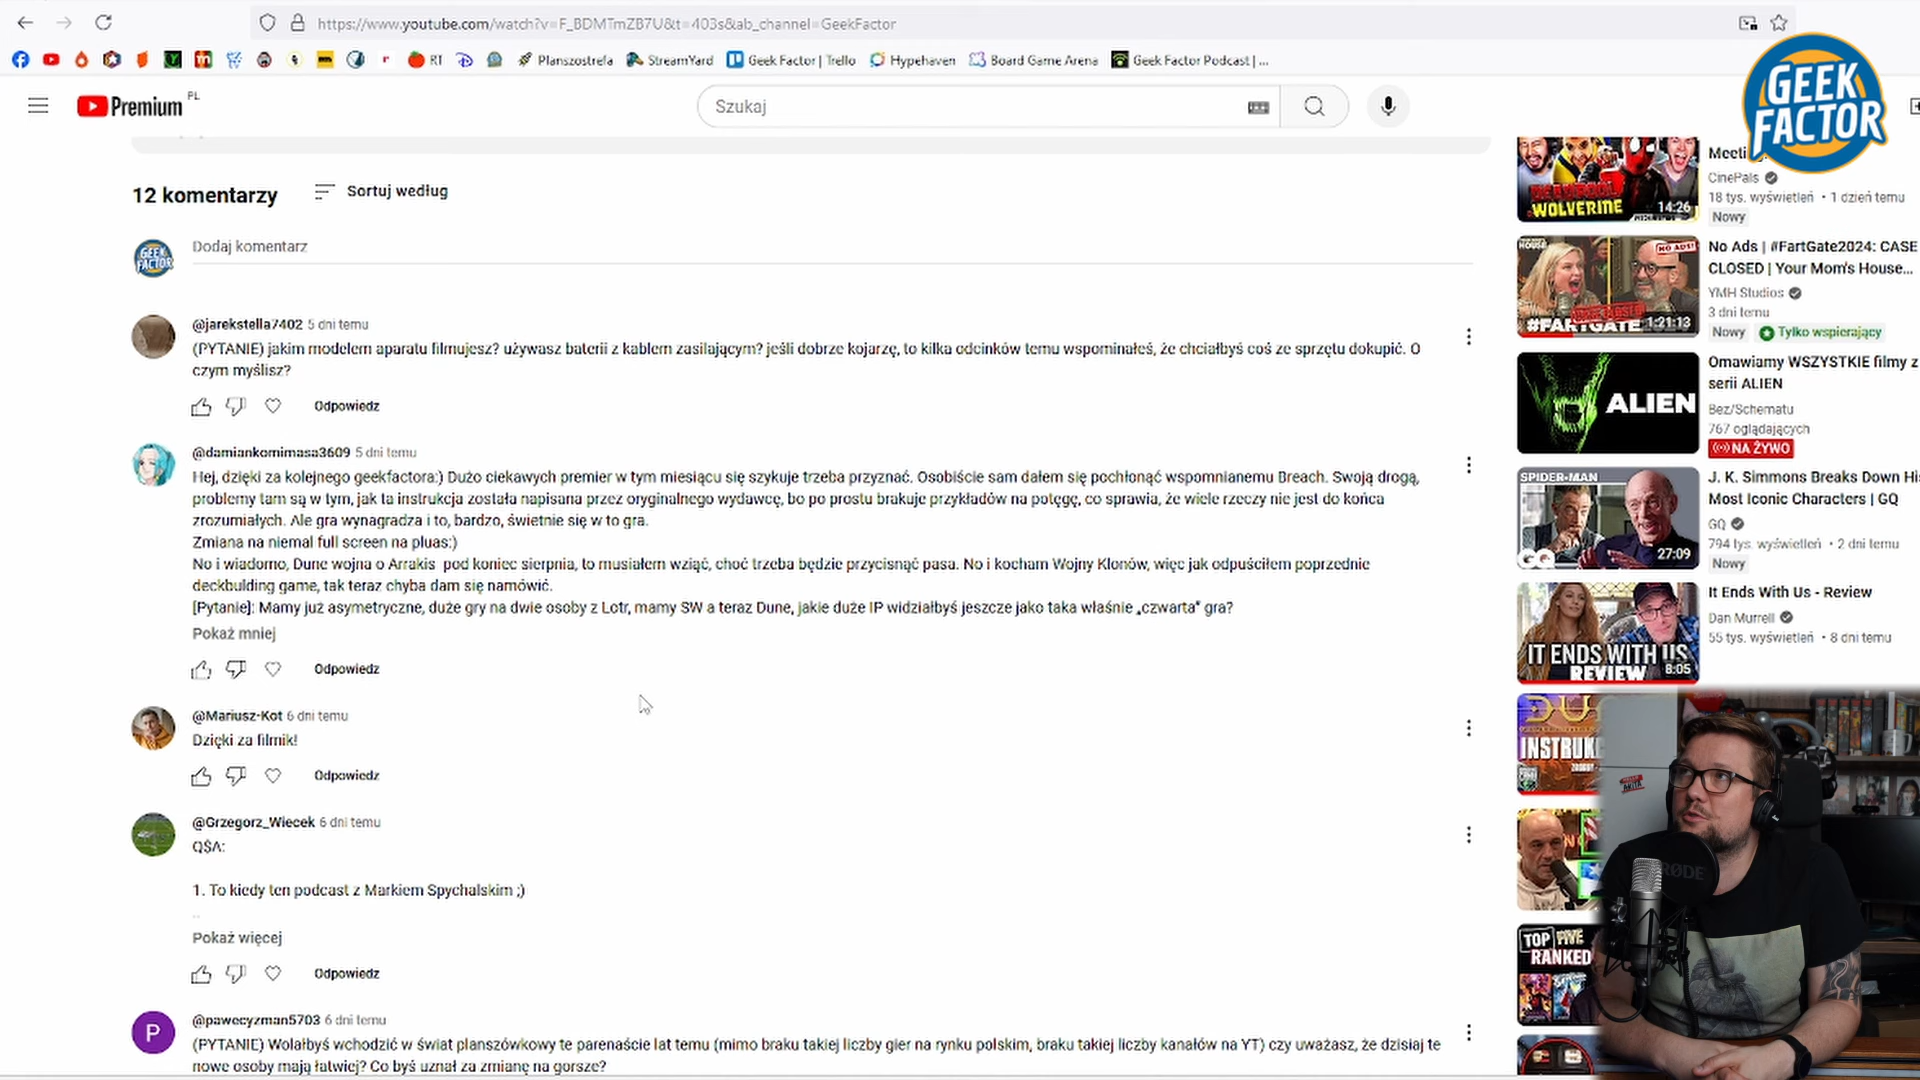 https://www.youtube.com/watch?v=F_BDMTmZB7U&t=403s&ab_channel=GeekFactor
RT
Planszostrefa
StreamYard
Geek Factor | Trello
Hypehaven
Board Game Arena
Geek Factor Podcast | ...
GEEK FACTOR
Premium PL
Szukaj
12 komentarzy
Sortuj według
Dodaj komentarz
@jarekstella7402 5 dni temu
(PYTANIE) jakim modelem aparatu filmujesz? używasz baterii z kablem zasilającym? jeśli dobrze kojarzę, to kilka odcinków temu wspominałeś, że chciałbyś coś ze sprzętu dokupić. O
czym myślisz?
Odpowiedz
@damiankomimasa3609 5 dni temu
Hej, dzięki za kolejnego geekfactora:) Dużo ciekawych premier w tym miesiącu się szykuje trzeba przyznać. Osobiście sam dałem się pochłonąć wspomnianemu Breach. Swoją drogą,
problemy tam są w tym, jak ta instrukcja została napisana przez oryginalnego wydawcę, bo po prostu brakuje przykładów na potęgę, co sprawia, że wiele rzeczy nie jest do końca
zrozumiałych. Ale gra wynagradza i to, bardzo, świetnie się w to gra.
Zmiana na niemal full screen na pluas:)
No i wiadomo, Dune wojna o Arrakis pod koniec sierpnia, to musiałem wziąć, choć trzeba będzie przycisnąć pasa. No i kocham Wojny Klonów, więc jak odpuściłem poprzednie
deckbulding game, tak teraz chyba dam się namówić.
[Pytanie]: Mamy już asymetryczne, duże gry na dwie osoby z Lotr, mamy SW a teraz Dune, jakie duże IP widziałbyś jeszcze jako taka właśnie „czwarta” gra?
Pokaż mniej
Odpowiedz
@Mariusz-Kot 6 dni temu
Dzięki za filmik!
Odpowiedz
@Grzegorz_Wiecek 6 dni temu
Q$A:
1. To kiedy ten podcast z Markiem Spychalskim ;)
..
Pokaż więcej
Odpowiedz
P
@pawecyzman5703 6 dni temu
(PYTANIE) Wolałbyś wchodzić w świat planszówkowy te parenaście lat temu (mimo braku takiej liczby gier na rynku polskim, braku takiej liczby kanałów na YT) czy uważasz, że dzisiaj te
nowe osoby mają łatwiej? Co byś uznał za zmianę na gorsze?
DEADPOOL
WOLVERINE
14:26
CinePals
18 tys. wyświetleń • 1 dzień temu
Nowy
HOUSE
NO ADS!
#FARTGATE
1:21:13
No Ads | #FartGate2024: CASE
CLOSED | Your Mom's House...
YMH Studios
3 dni temu
Nowy
Tylko wspierający
ALIEN
Omawiamy WSZYSTKIE filmy z
serii ALIEN
Bez/Schematu
767 oglądających
NA ŻYWO
SPIDER-MAN
GQ
27:09
J. K. Simmons Breaks Down His
Most Iconic Characters | GQ
GQ
794 tys. wyświetleń • 2 dni temu
Nowy
IT ENDS WITH US
REVIEW
8:05
It Ends With Us - Review
Dan Murrell
55 tys. wyświetleń • 8 dni temu
TOP FIVE
RANKED
RØDE